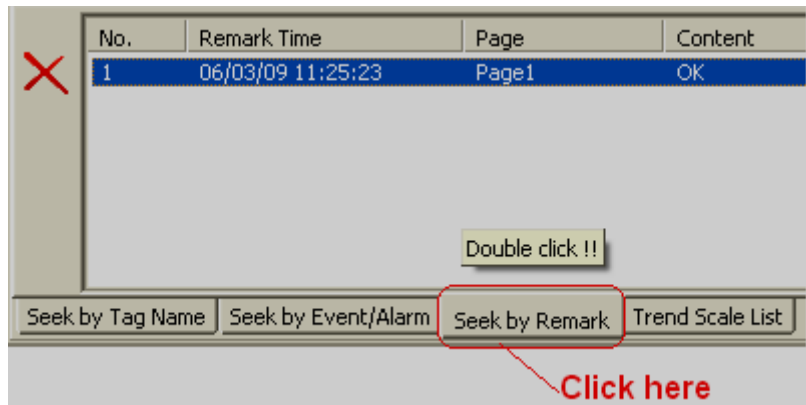 No. Remark Time Page Content
1 06/03/09 11:25:23 Page1 OK
Double click !!
Seek by Tag Name Seek by Event/Alarm Seek by Remark Trend Scale List
Click here